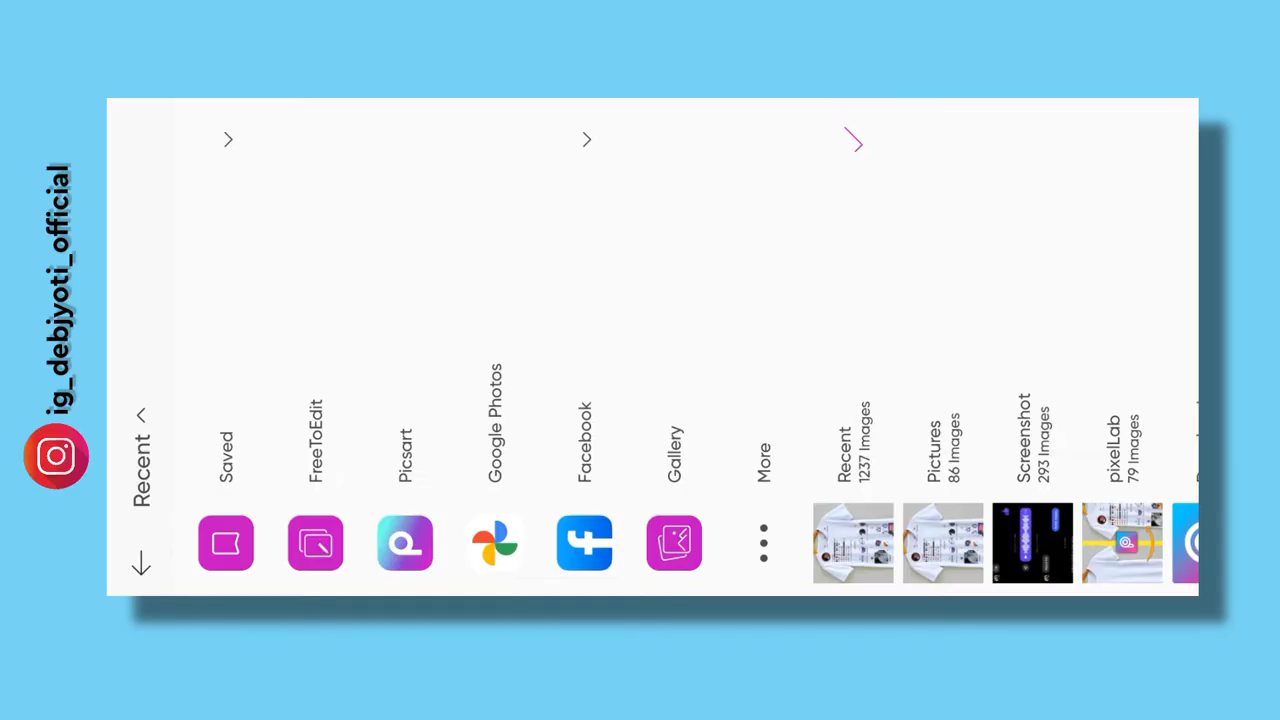 ig_debjyoti_official
Recent
Saved
FreeToEdit
Picsart
Google Photos
Facebook
Gallery
More
Recent
1237 Images
Pictures
86 Images
Screenshot
293 Images
pixelLab
79 Images